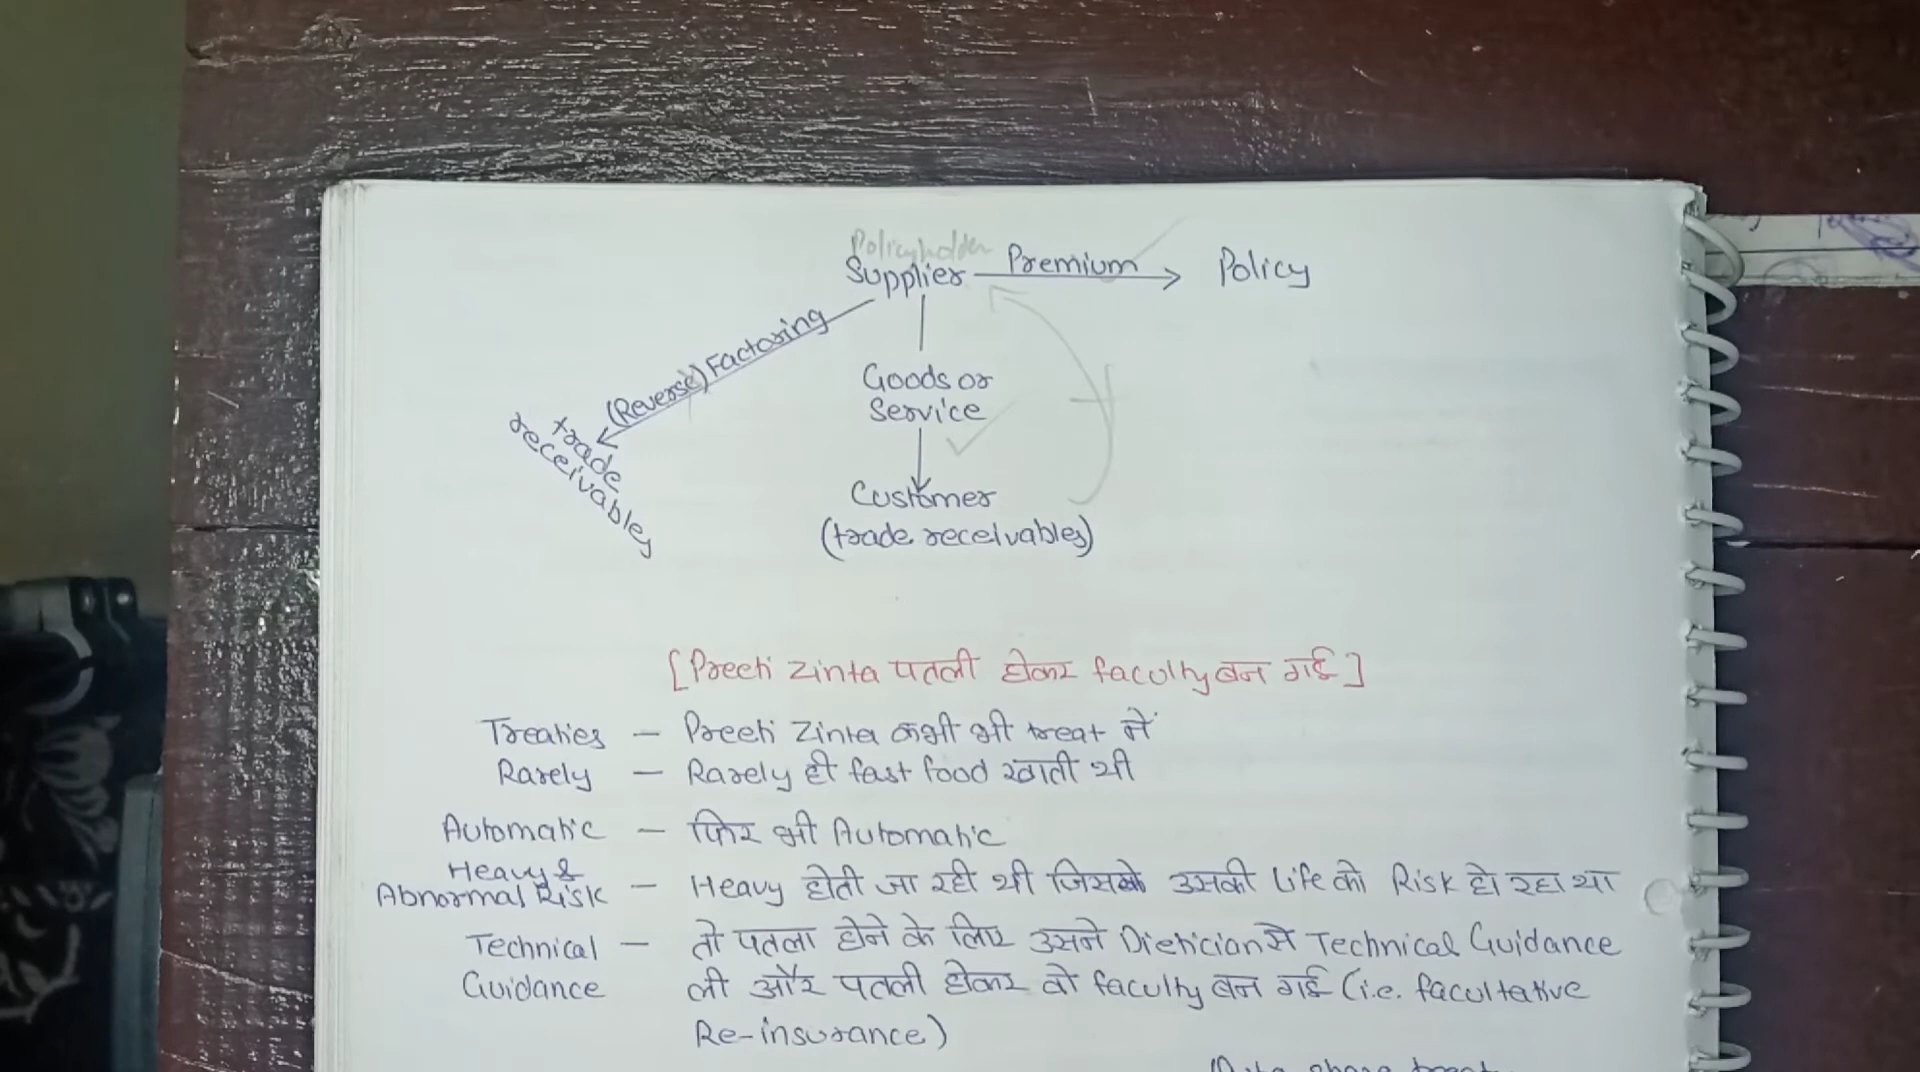 Policyholder
Supplier Premium Policy
(Reverse) Factoring
trade
receivables
Goods or
Service
Customer
(trade receivables)
[Preeti Zinta पतली होकर faculty बन गई]
Treaties — Preeti Zinta कभी भी treat में
Rarely — Rarely ही fast food खाती थी
Automatic — फिर भी Automatic
Heavy &
Abnormal Risk — Heavy होती जा रही थी जिससे उसकी Life को Risk हो रहा था
Technical — तो पतला होने के लिए उसने Dietician से Technical Guidance
Guidance ली और पतली होकर वो faculty बन गई (i.e. facultative
Re-insurance)